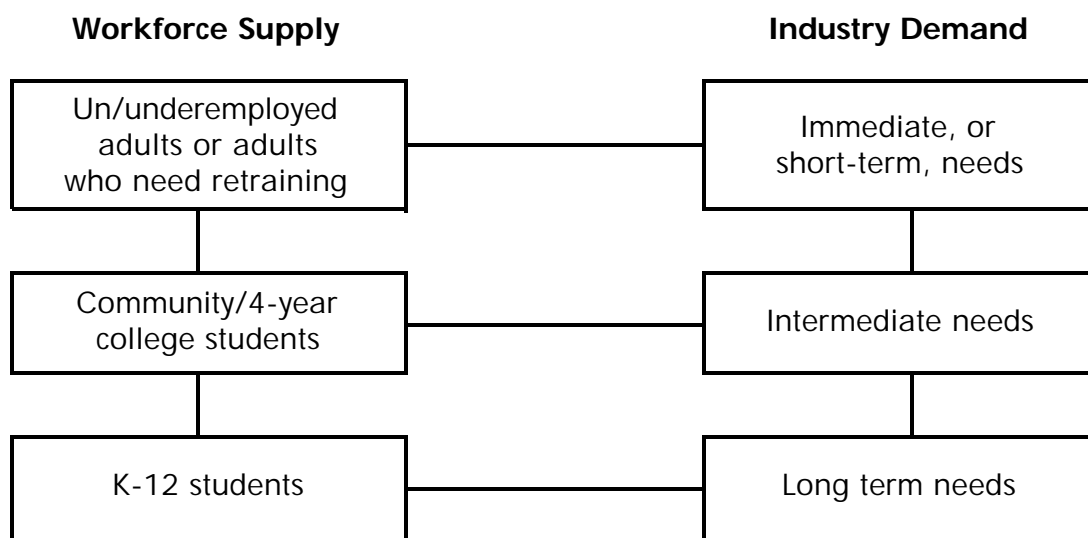 Workforce Supply
Industry Demand
Un/underemployed
adults or adults
who need retraining
Immediate, or
short-term, needs
Community/4-year
college students
Intermediate needs
K-12 students
Long term needs